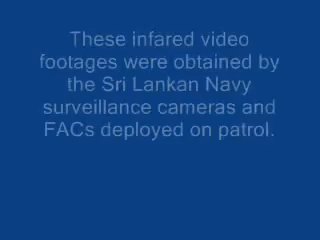 These infared video
footages were obtained by
the Sri Lankan Navy
surveillance cameras and
FACs deployed on patrol.